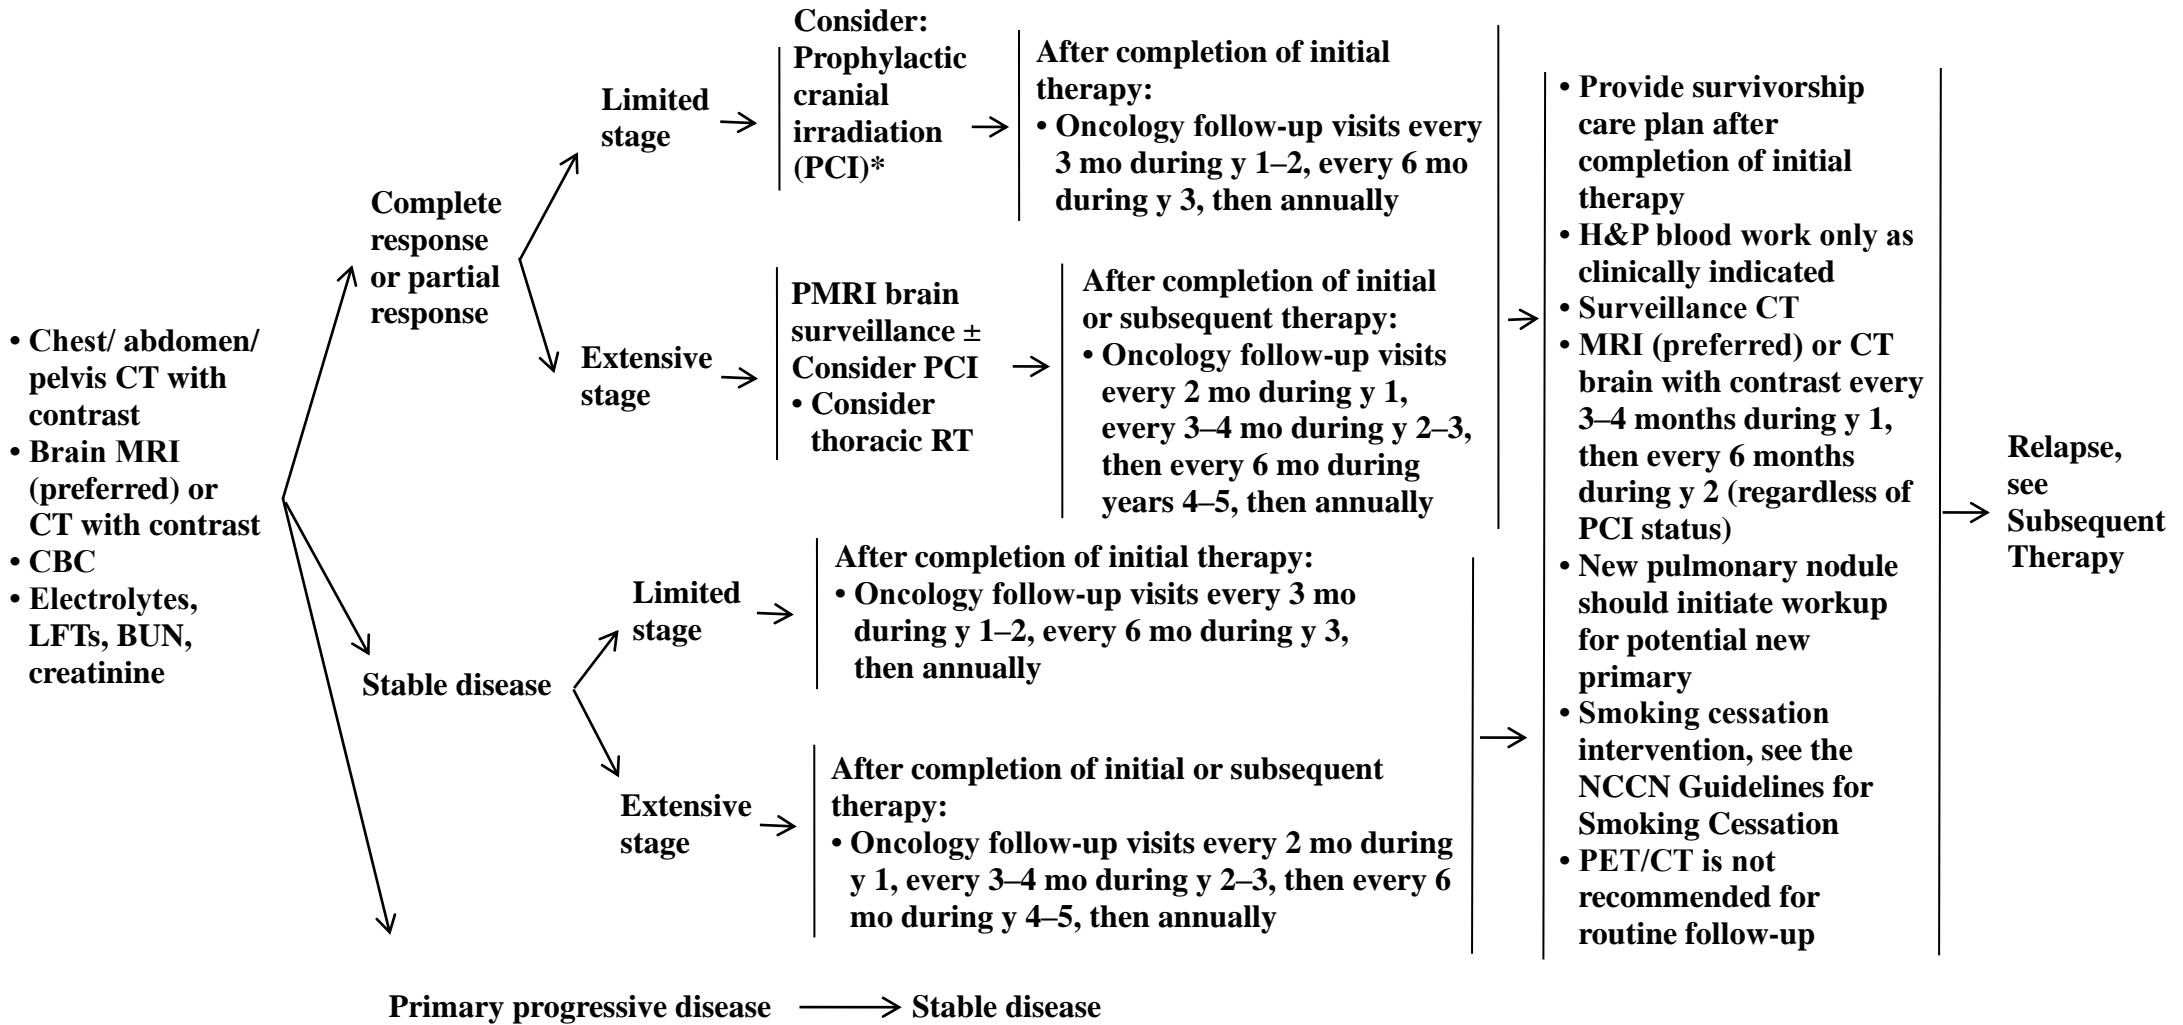 • Chest/ abdomen/
pelvis CT with
contrast
• Brain MRI
(preferred) or
CT with contrast
• CBC
• Electrolytes,
LFTs, BUN,
creatinine
Complete
response
or partial
response
Limited
stage
Consider:
Prophylactic
cranial
irradiation
(PCI)*
After completion of initial
therapy:
• Oncology follow-up visits every
3 mo during y 1–2, every 6 mo
during y 3, then annually
Extensive
stage
PMRI brain
surveillance ±
Consider PCI
• Consider
thoracic RT
After completion of initial
or subsequent therapy:
• Oncology follow-up visits
every 2 mo during y 1,
every 3–4 mo during y 2–3,
then every 6 mo during
years 4–5, then annually
Stable disease
Limited
stage
After completion of initial therapy:
• Oncology follow-up visits every 3 mo
during y 1–2, every 6 mo during y 3,
then annually
Extensive
stage
After completion of initial or subsequent
therapy:
• Oncology follow-up visits every 2 mo during
y 1, every 3–4 mo during y 2–3, then every 6
mo during y 4–5, then annually
Primary progressive disease
Stable disease
• Provide survivorship
care plan after
completion of initial
therapy
• H&P blood work only as
clinically indicated
• Surveillance CT
• MRI (preferred) or CT
brain with contrast every
3–4 months during y 1,
then every 6 months
during y 2 (regardless of
PCI status)
• New pulmonary nodule
should initiate workup
for potential new
primary
• Smoking cessation
intervention, see the
NCCN Guidelines for
Smoking Cessation
• PET/CT is not
recommended for
routine follow-up
Relapse,
see
Subsequent
Therapy